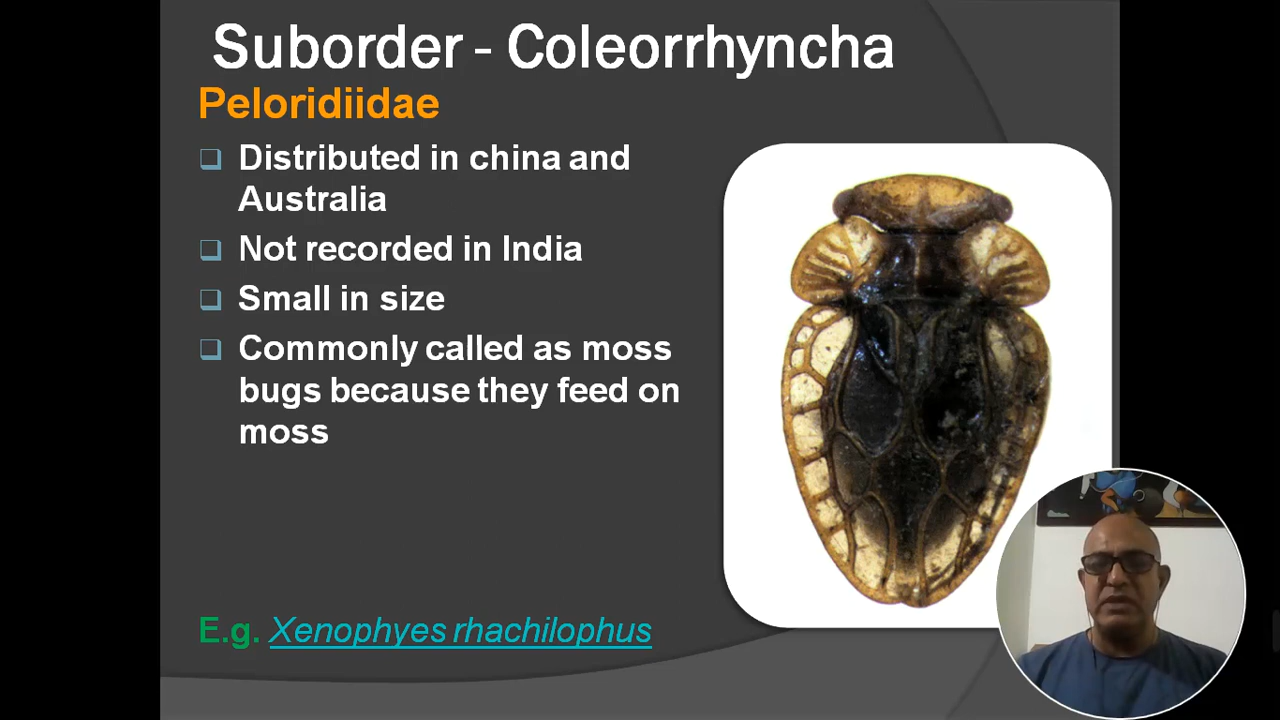 Suborder - Coleorrhyncha
Peloridiidae
Distributed in china and
Australia
Not recorded in India
Small in size
Commonly called as moss
bugs because they feed on
moss
E.g. Xenophyes rhachilophus